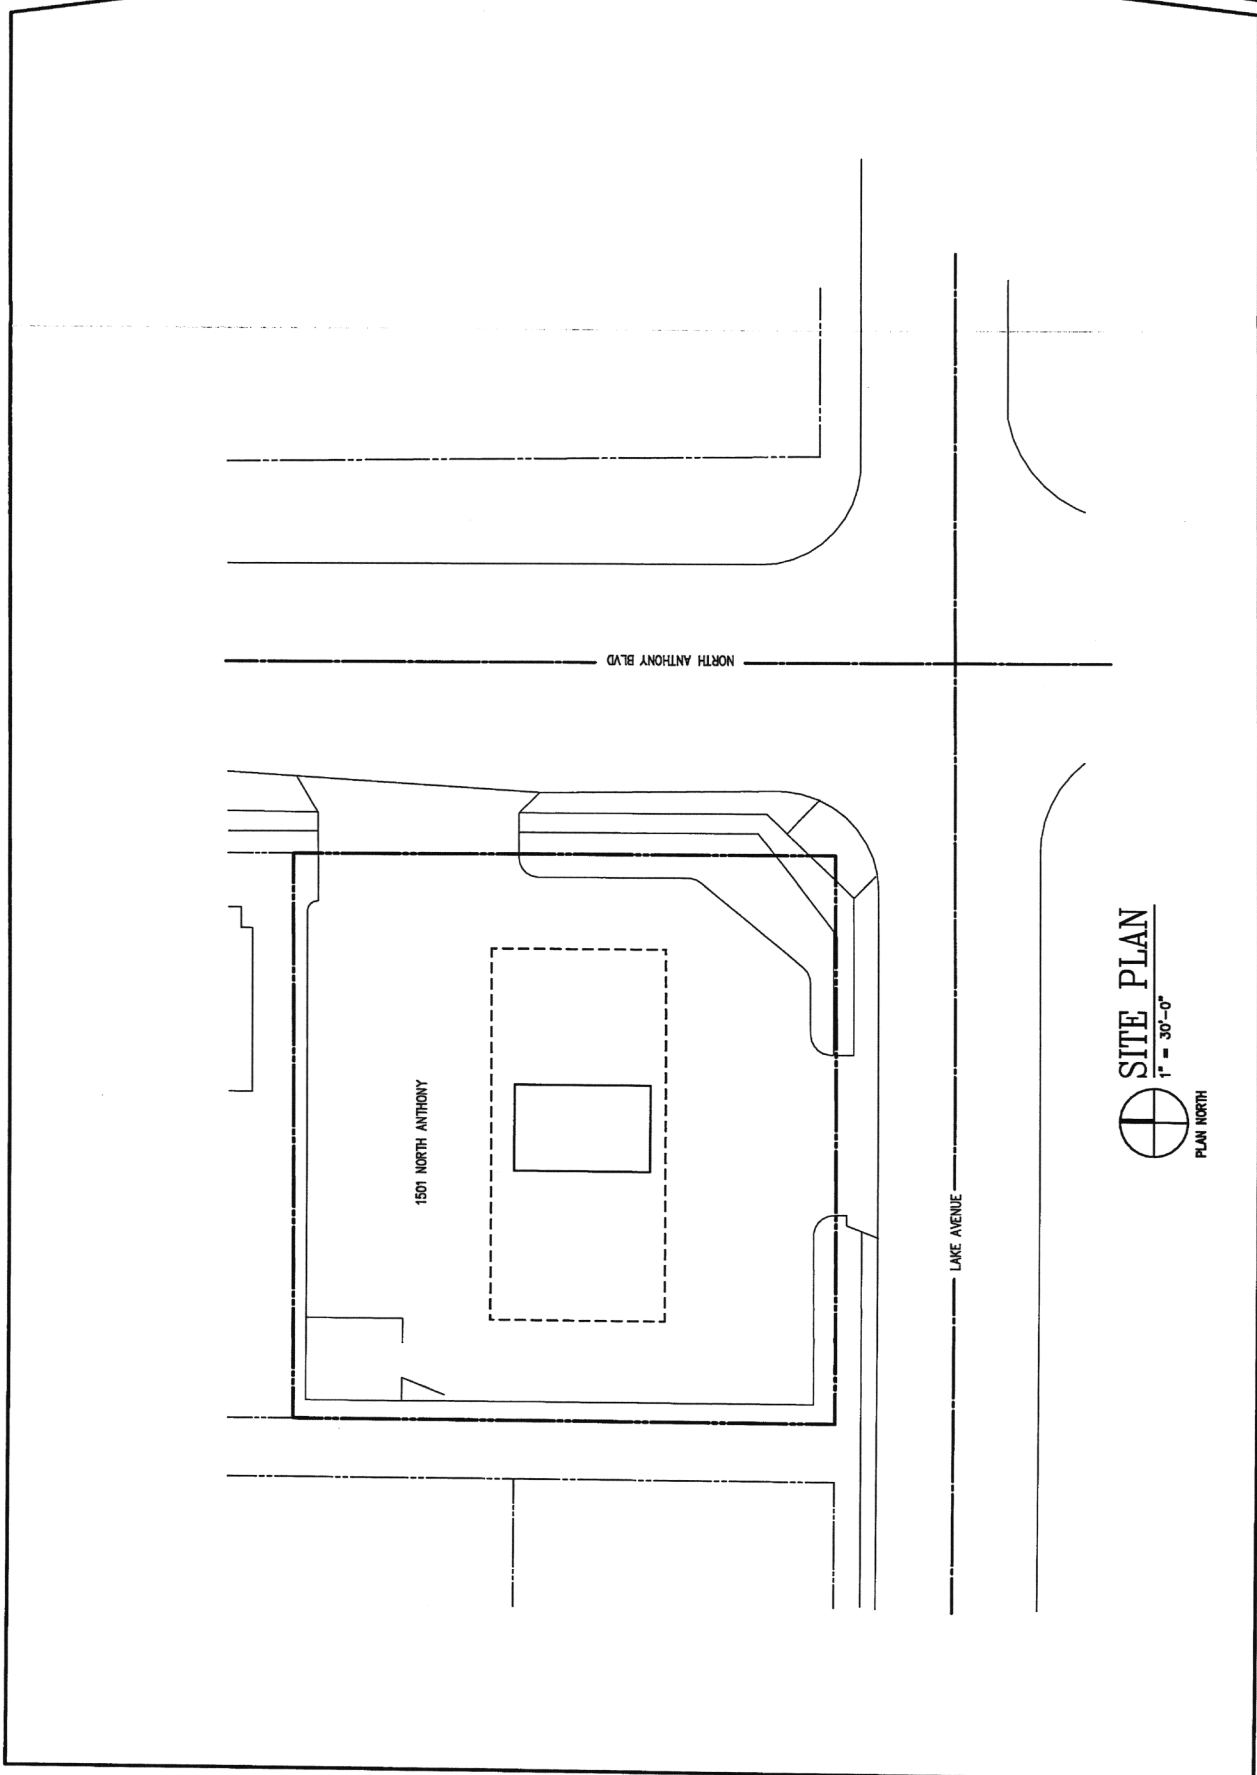 NORTH ANTHONY BLVD
1501 NORTH ANTHONY
LAKE AVENUE
SITE PLAN
1" = 30'-0"
PLAN NORTH